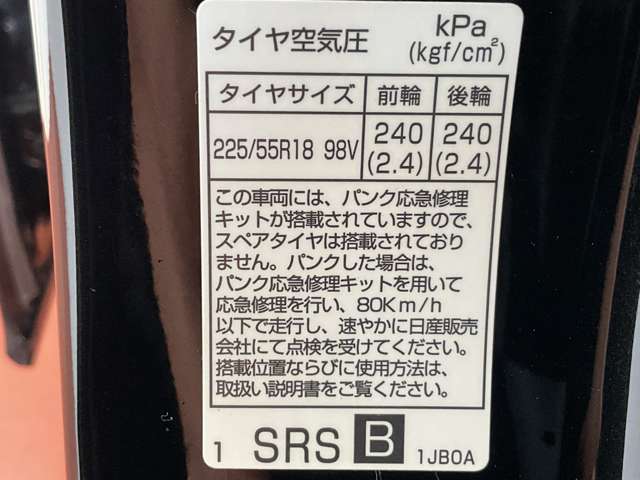 タイヤ空気圧 kPa
(kgf/cm²)
タイヤサイズ 前輪 後輪
225/55R18 98V 240 240
(2.4) (2.4)
この車両には、パンク応急修理
キットが搭載されていますので、
スペアタイヤは搭載されており
ません。パンクした場合は、
パンク応急修理キットを用いて
応急修理を行い、80Km/h
以下で走行し、速やかに日産販売
会社にて点検を受けてください。
搭載位置ならびに使用方法は、
取扱い説明書をご覧ください。
1 SRS B 1JB0A